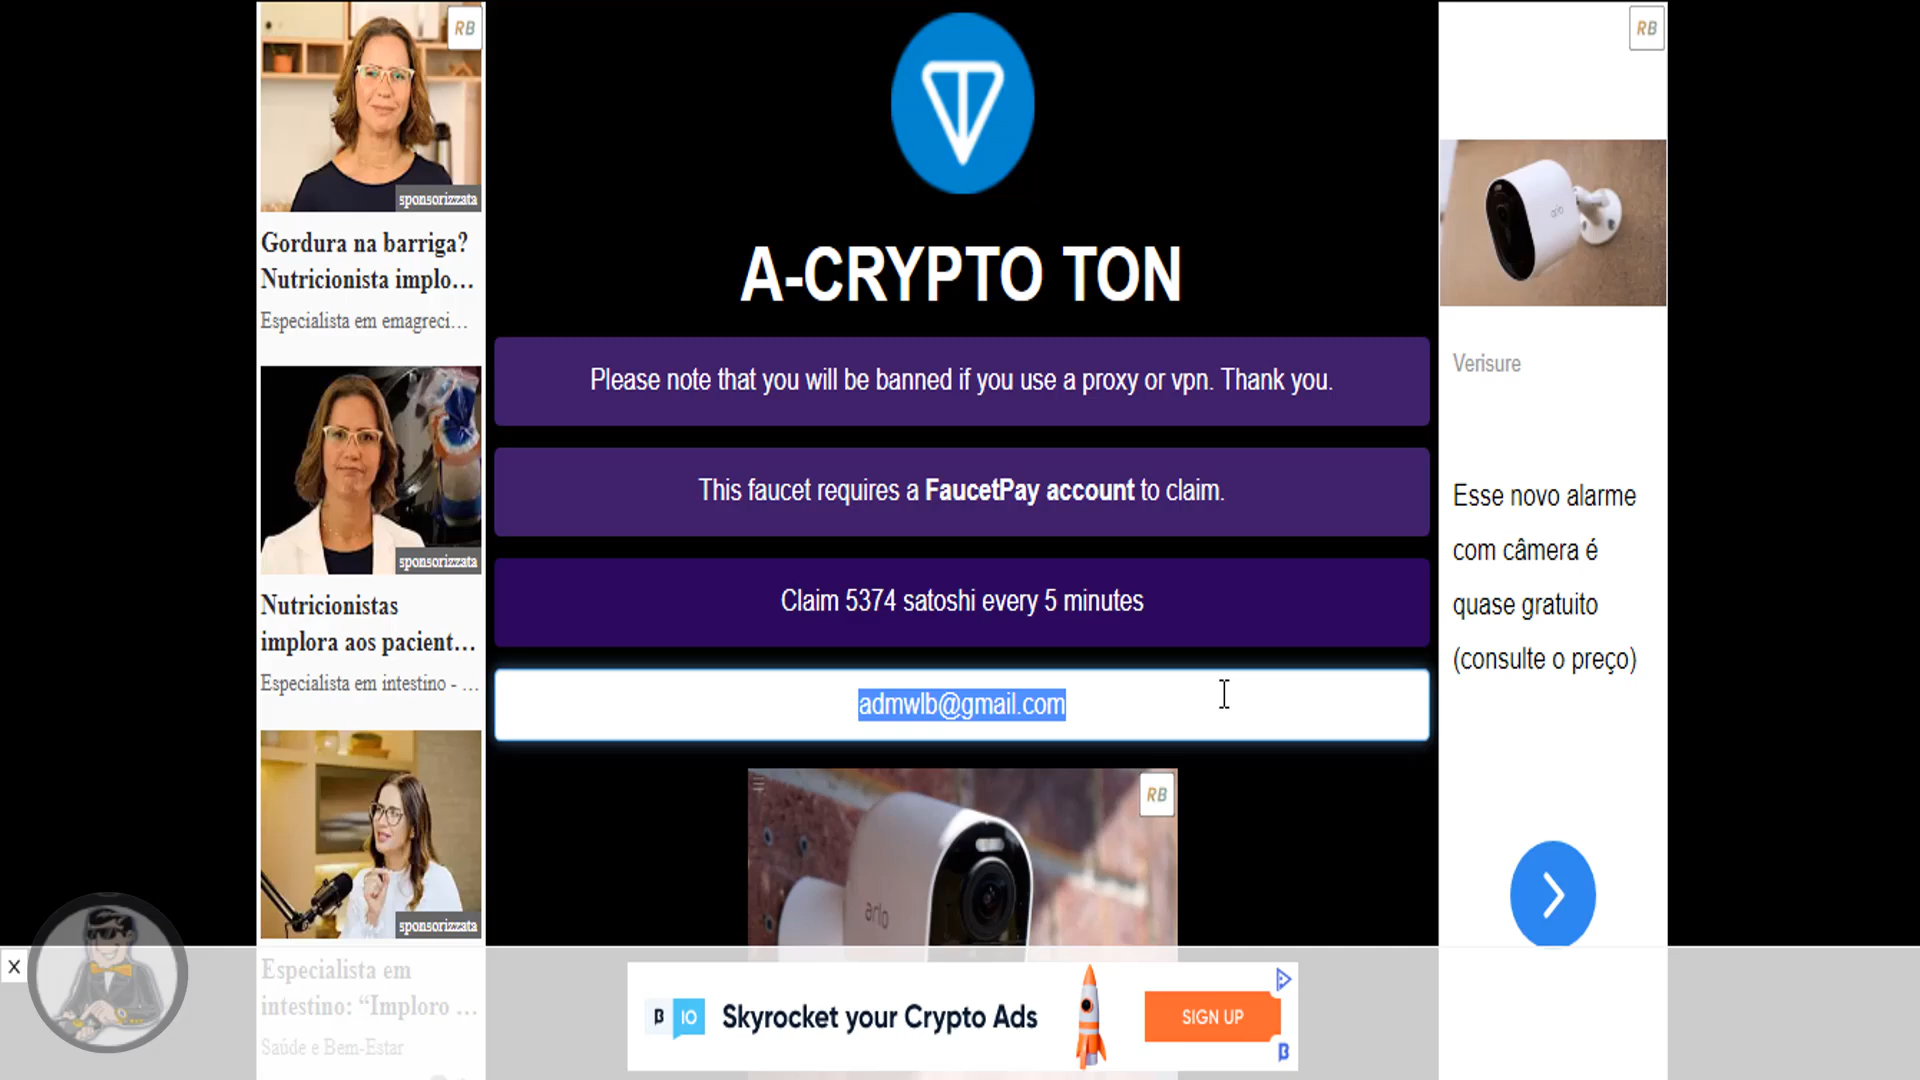 RB
sponsorizzata
Gordura na barriga?
Nutricionista implo...
Especialista em emagreci...
sponsorizzata
Nutricionistas
implora aos pacient...
Especialista em intestino - ...
sponsorizzata
Especialista em
intestino: “Imploro ...
Saúde e Bem-Estar
A-CRYPTO TON
Please note that you will be banned if you use a proxy or vpn. Thank you.
This faucet requires a FaucetPay account to claim.
Claim 5374 satoshi every 5 minutes
admwlb@gmail.com
RB
arlo
RB
arlo
Verisure
Esse novo alarme
com câmera é
quase gratuito
(consulte o preço)
X
B IO
Skyrocket your Crypto Ads
SIGN UP